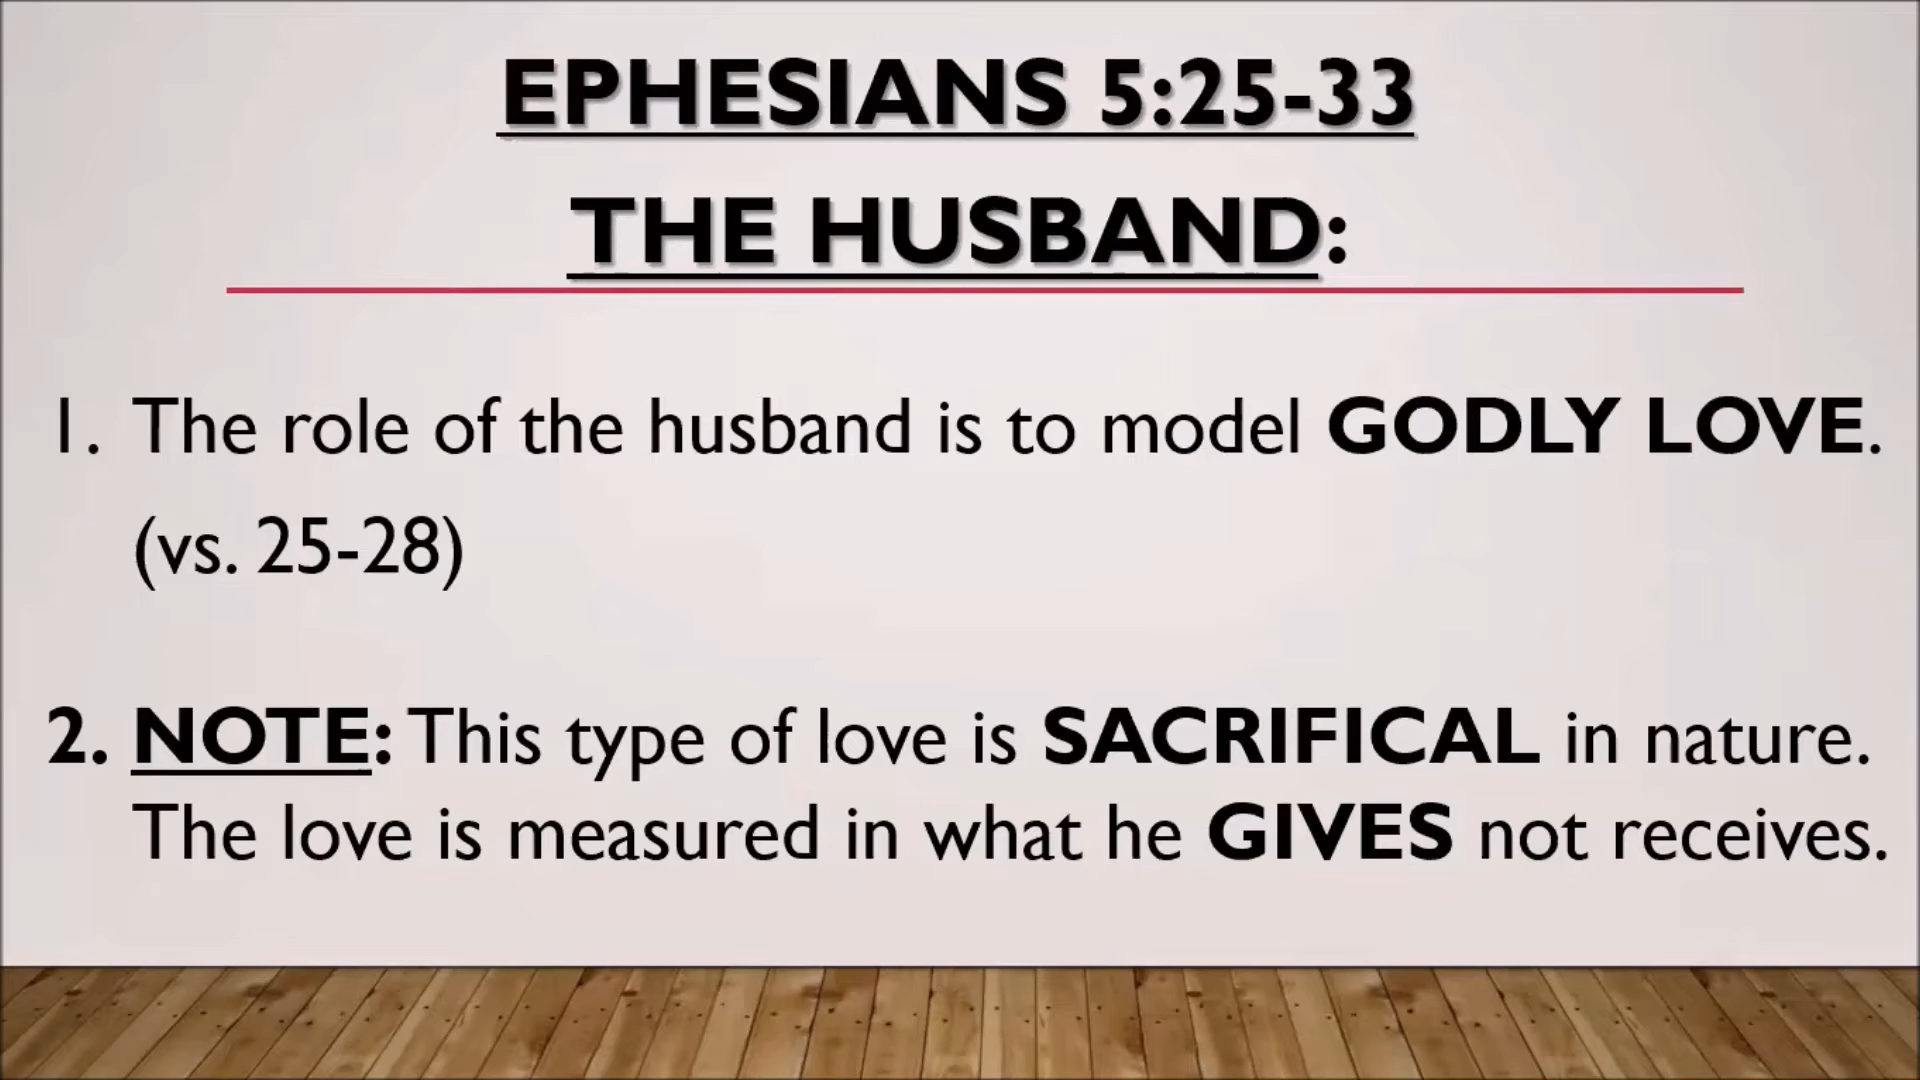 EPHESIANS 5:25-33
THE HUSBAND:
1. The role of the husband is to model GODLY LOVE.
(vs. 25-28)
2. NOTE: This type of love is SACRIFICAL in nature.
The love is measured in what he GIVES not receives.